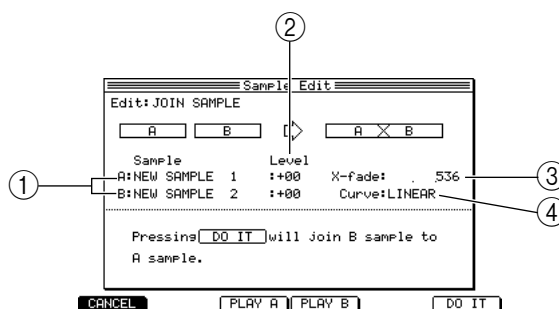 2
Sample Edit
Edit:JOIN SAMPLE
A B A B
Sample Level
1 A:NEW SAMPLE 1 :+00 X-fade: . 536 3
B:NEW SAMPLE 2 :+00 Curve:LINEAR 4
Pressing DO IT will join B sample to
A sample.
CANCEL PLAY A PLAY B DO IT